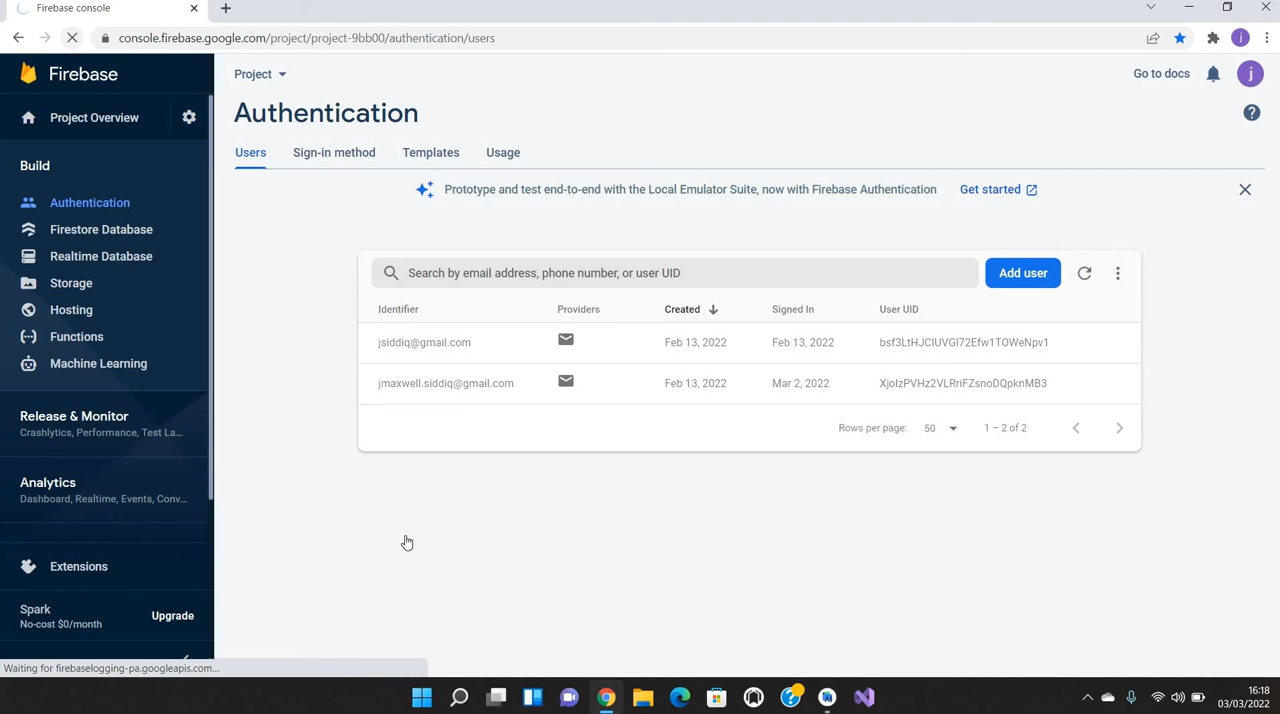 Firebase console
console.firebase.google.com/project/project-9bb00/authentication/users
j
Firebase
Project
Go to docs
j
Project Overview
Authentication
Users Sign-in method Templates Usage
Build
Prototype and test end-to-end with the Local Emulator Suite, now with Firebase Authentication Get started
Authentication
Firestore Database
Realtime Database
Storage
Hosting
Functions
Machine Learning
Search by email address, phone number, or user UID
Add user
Identifier Providers Created Signed In User UID
jsiddiq@gmail.com Feb 13, 2022 Feb 13, 2022 bsf3LtHJCIUVGI72Efw1TOWeNpv1
jmaxwell.siddiq@gmail.com Feb 13, 2022 Mar 2, 2022 XjoIzPVHz2VLRriFZsnoDQpknMB3
Rows per page: 50 1 – 2 of 2
Release & Monitor
Crashlytics, Performance, Test La...
Analytics
Dashboard, Realtime, Events, Conv...
Extensions
Spark
No-cost $0/month
Upgrade
Waiting for firebaselogging-pa.googleapis.com...
16:18
03/03/2022